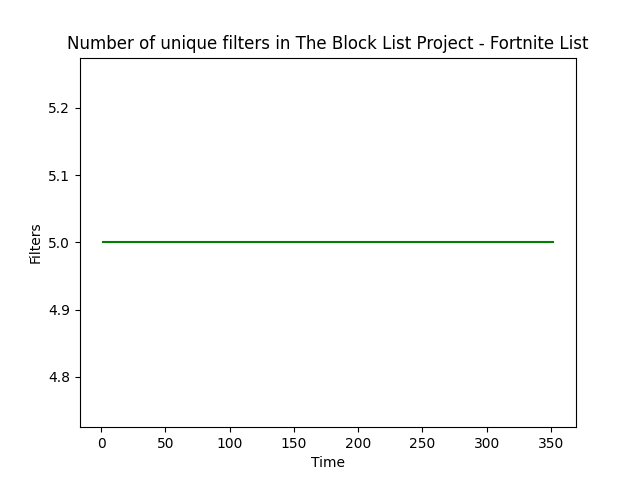 Number of unique filters in The Block List Project - Fortnite List
5.2
5.1
5.0
4.9
4.8
Filters
0 50 100 150 200 250 300 350
Time